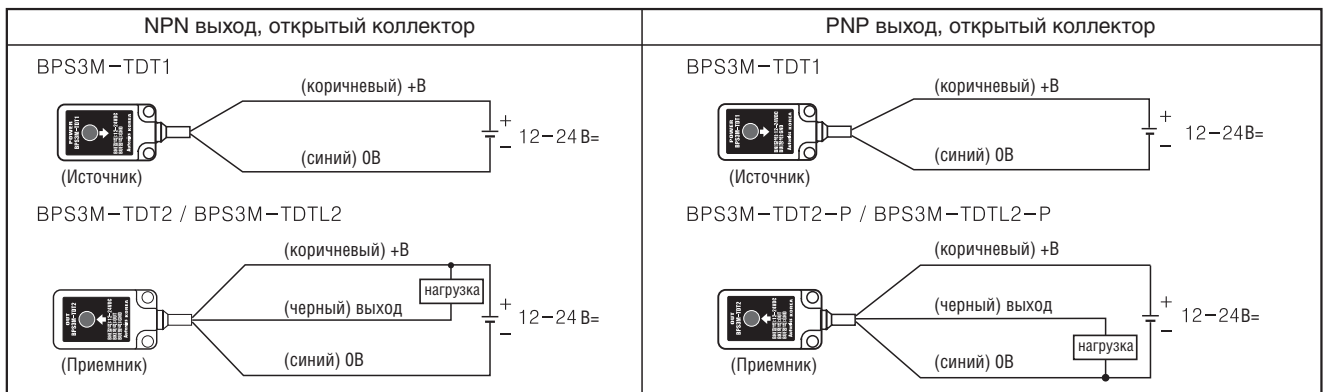 NPN выход, открытый коллектор
BPS3M-TDT1
(коричневый) +В
+
12-24В=
−
(синий) 0В
(Источник)
BPS3M-TDT2 / BPS3M-TDTL2
(коричневый) +В
нагрузка
(черный) выход
+
12-24В=
−
(синий) 0В
(Приемник)
PNP выход, открытый коллектор
BPS3M-TDT1
(коричневый) +В
+
12-24В=
−
(синий) 0В
(Источник)
BPS3M-TDT2-P / BPS3M-TDTL2-P
(коричневый) +В
(черный) выход
+
12-24В=
−
нагрузка
(синий) 0В
(Приемник)